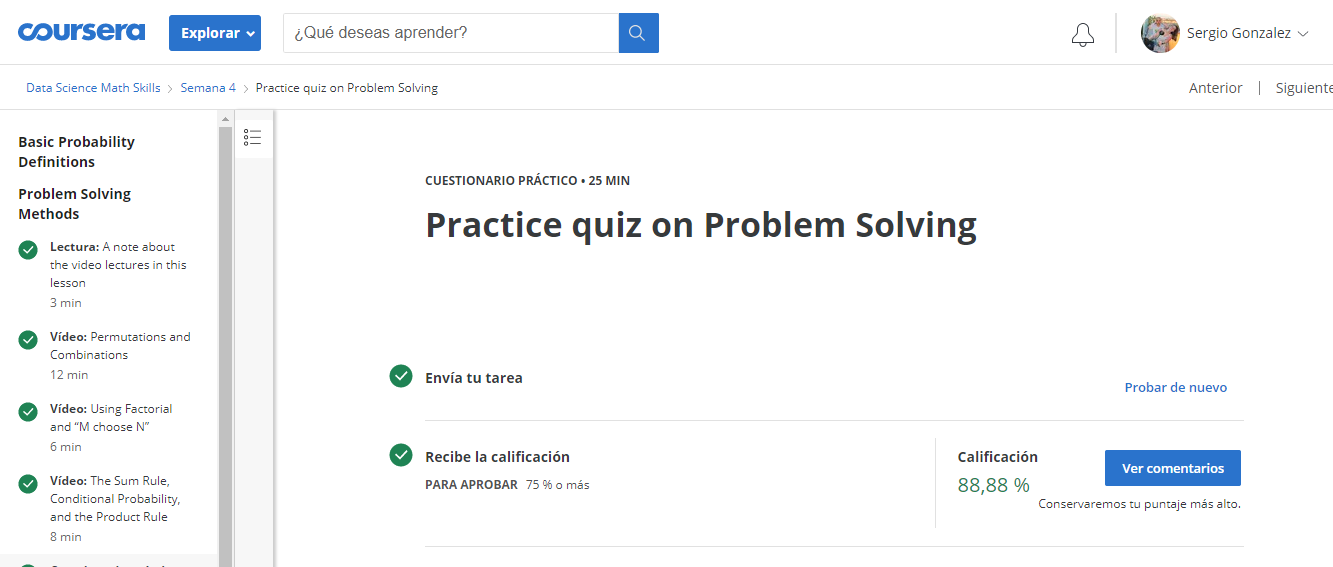 coursera
Explorar
¿Qué deseas aprender?
Sergio Gonzalez
Data Science Math Skills
Semana 4
Practice quiz on Problem Solving
Anterior | Siguiente
Basic Probability
Definitions
Problem Solving
Methods
Lectura: A note about
the video lectures in this
lesson
3 min
Vídeo: Permutations and
Combinations
12 min
Vídeo: Using Factorial
and “M choose N”
6 min
Vídeo: The Sum Rule,
Conditional Probability,
and the Product Rule
8 min
CUESTIONARIO PRÁCTICO • 25 MIN
Practice quiz on Problem Solving
Envía tu tarea
Probar de nuevo
Recibe la calificación
PARA APROBAR 75 % o más
Calificación
88,88 %
Ver comentarios
Conservaremos tu puntaje más alto.